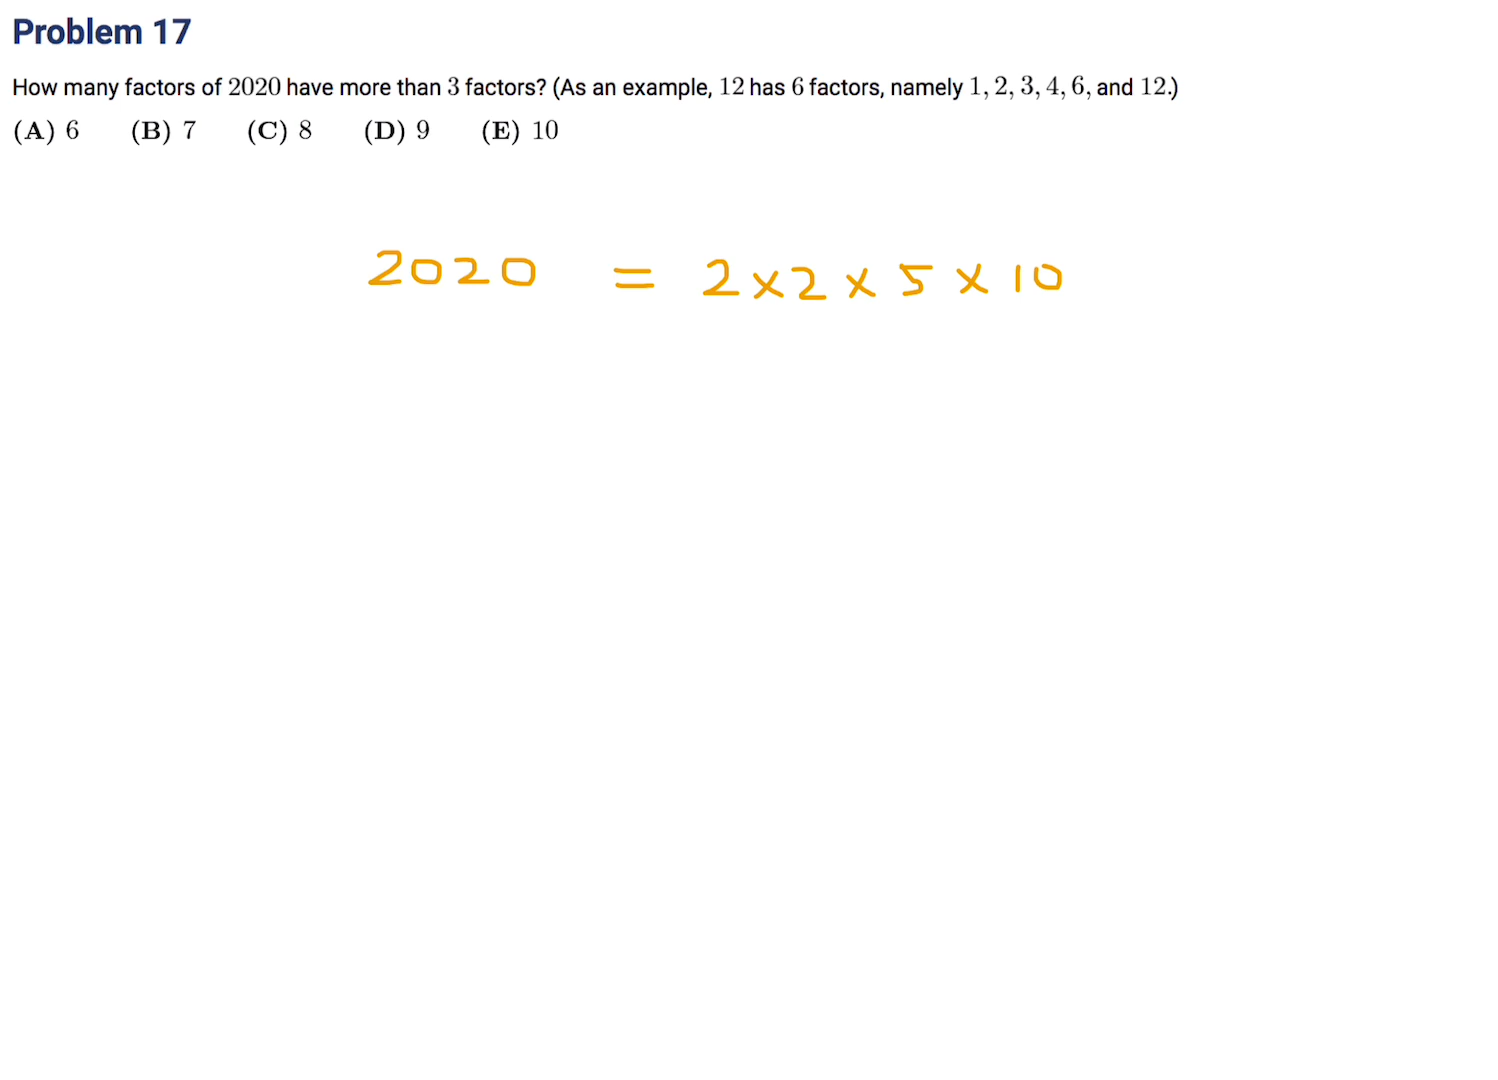 Problem 17
How many factors of 2020 have more than 3 factors? (As an example, 12 has 6 factors, namely 1, 2, 3, 4, 6, and 12.)
(A) 6 (B) 7 (C) 8 (D) 9 (E) 10
2020 = 2 × 2 × 5 × 10